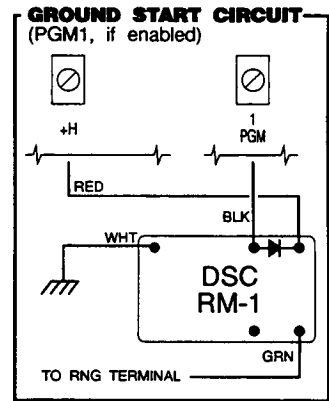 GROUND START CIRCUIT
(PGM1, if enabled)
+H
1
PGM
RED
BLK
WHT
DSC
RM-1
GRN
TO RNG TERMINAL